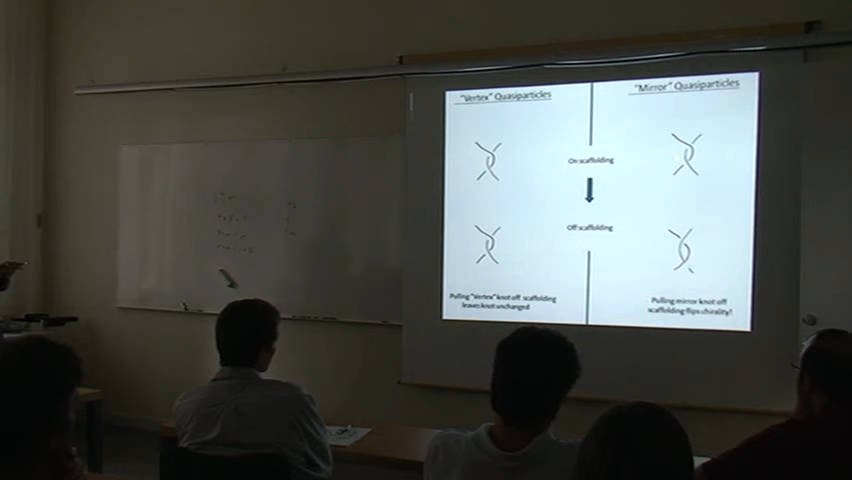 "Vertex" Quasiparticles
"Mirror" Quasiparticles
On scaffolding
Off scaffolding
Pulling "Vertex" knot off scaffolding
leaves knot unchanged
Pulling mirror knot off
scaffolding flips chirality!